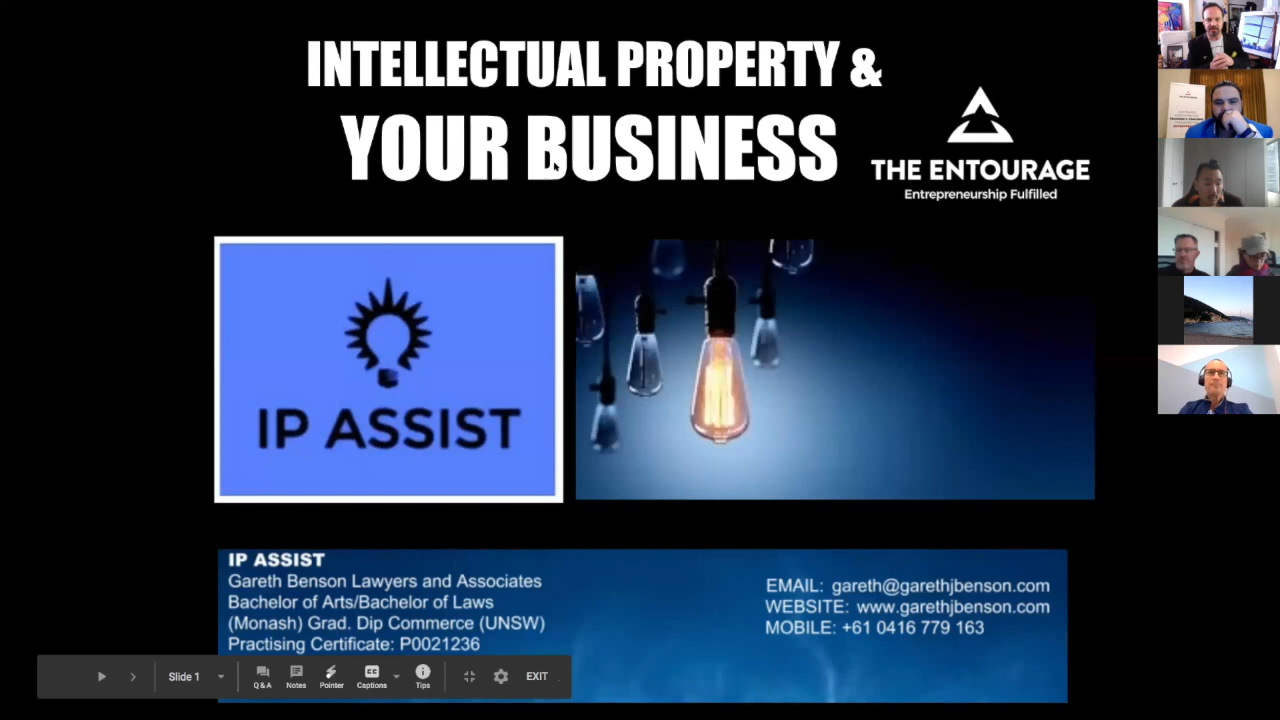 INTELLECTUAL PROPERTY &
YOUR BUSINESS
THE ENTOURAGE
Entrepreneurship Fulfilled
IP ASSIST
IP ASSIST
Gareth Benson Lawyers and Associates
Bachelor of Arts/Bachelor of Laws
(Monash) Grad. Dip Commerce (UNSW)
Practising Certificate: P0021236
EMAIL: gareth@garethjbenson.com
WEBSITE: www.garethjbenson.com
MOBILE: +61 0416 779 163
Slide 1
Q&A
Notes
Pointer
Captions
Tips
EXIT
THE ENTOURAGE